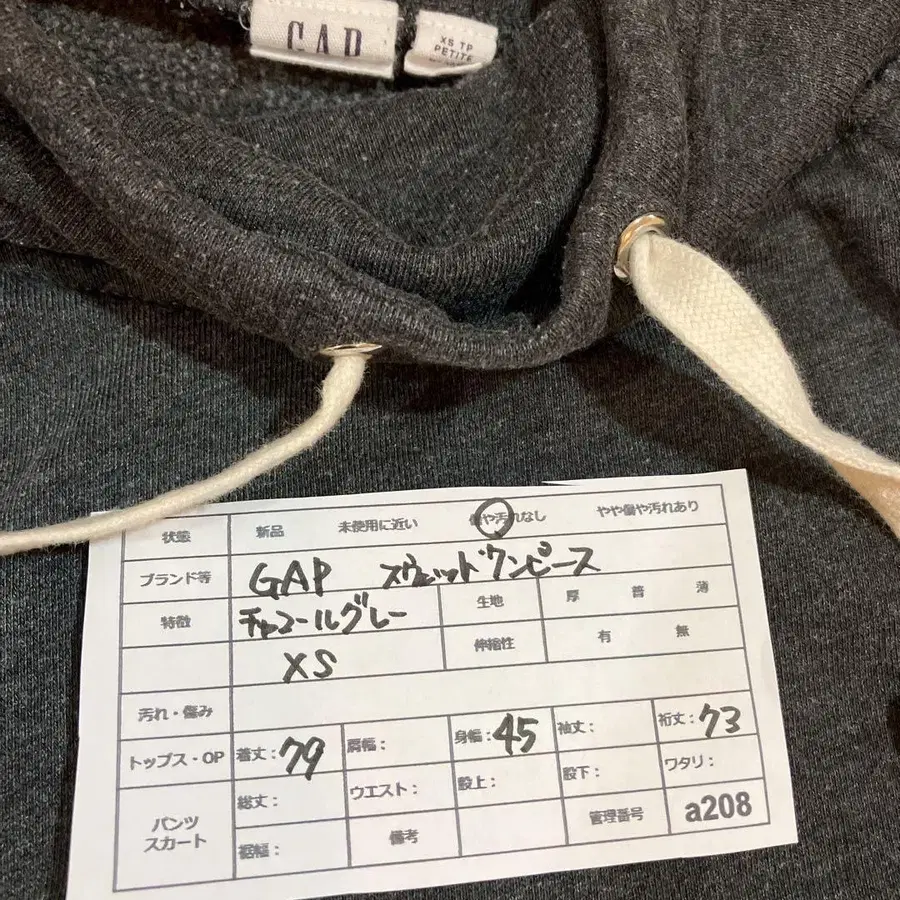 GAP
XS TP
PETITE
状態 新品 未使用に近い 傷や汚れなし やや傷や汚れあり
ブランド等 GAP スウェットワンピース
特徴 チャコールグレー 生地 厚 普 薄
XS 伸縮性 有 無
汚れ・傷み
トップス・OP 着丈：79 肩幅： 身幅：45 袖丈： 裄丈：73
パンツ スカート 総丈： ウエスト： 股上： 股下： ワタリ：
裾幅： 備考 管理番号 a208